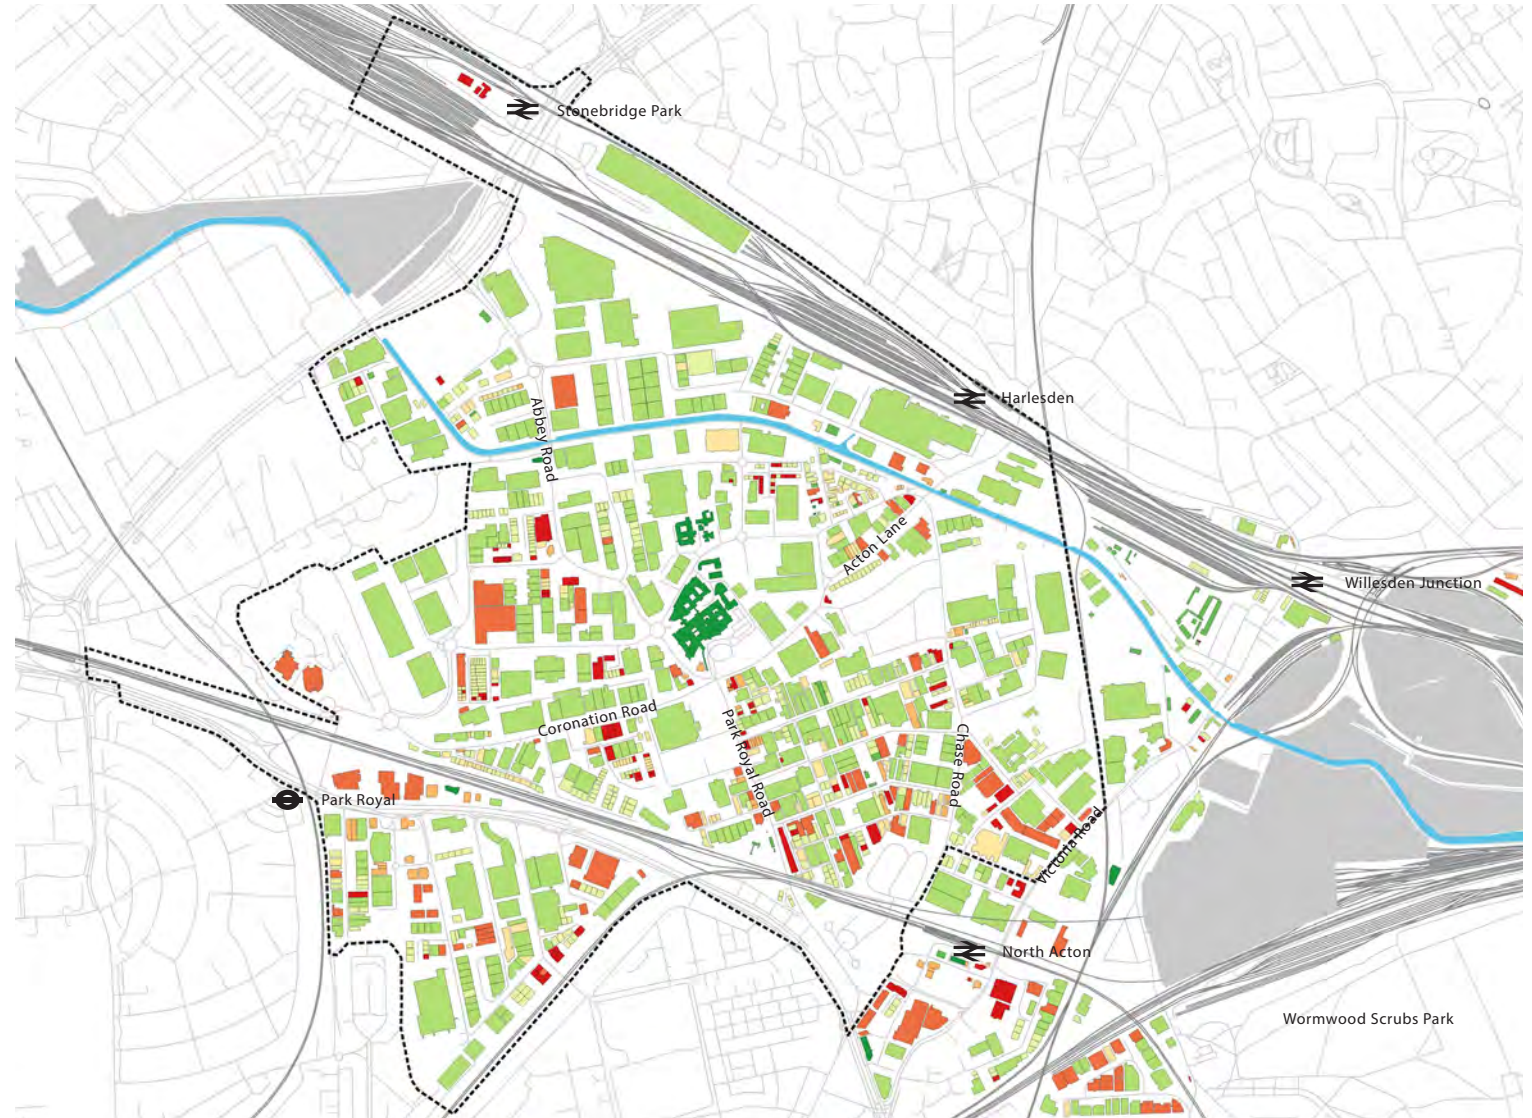 Stonebridge Park
Harlesden
Abbey Road
Acton Lane
Willesden Junction
Coronation Road
Park Royal Road
Chase Road
Park Royal
Victoria Road
North Acton
Wormwood Scrubs Park